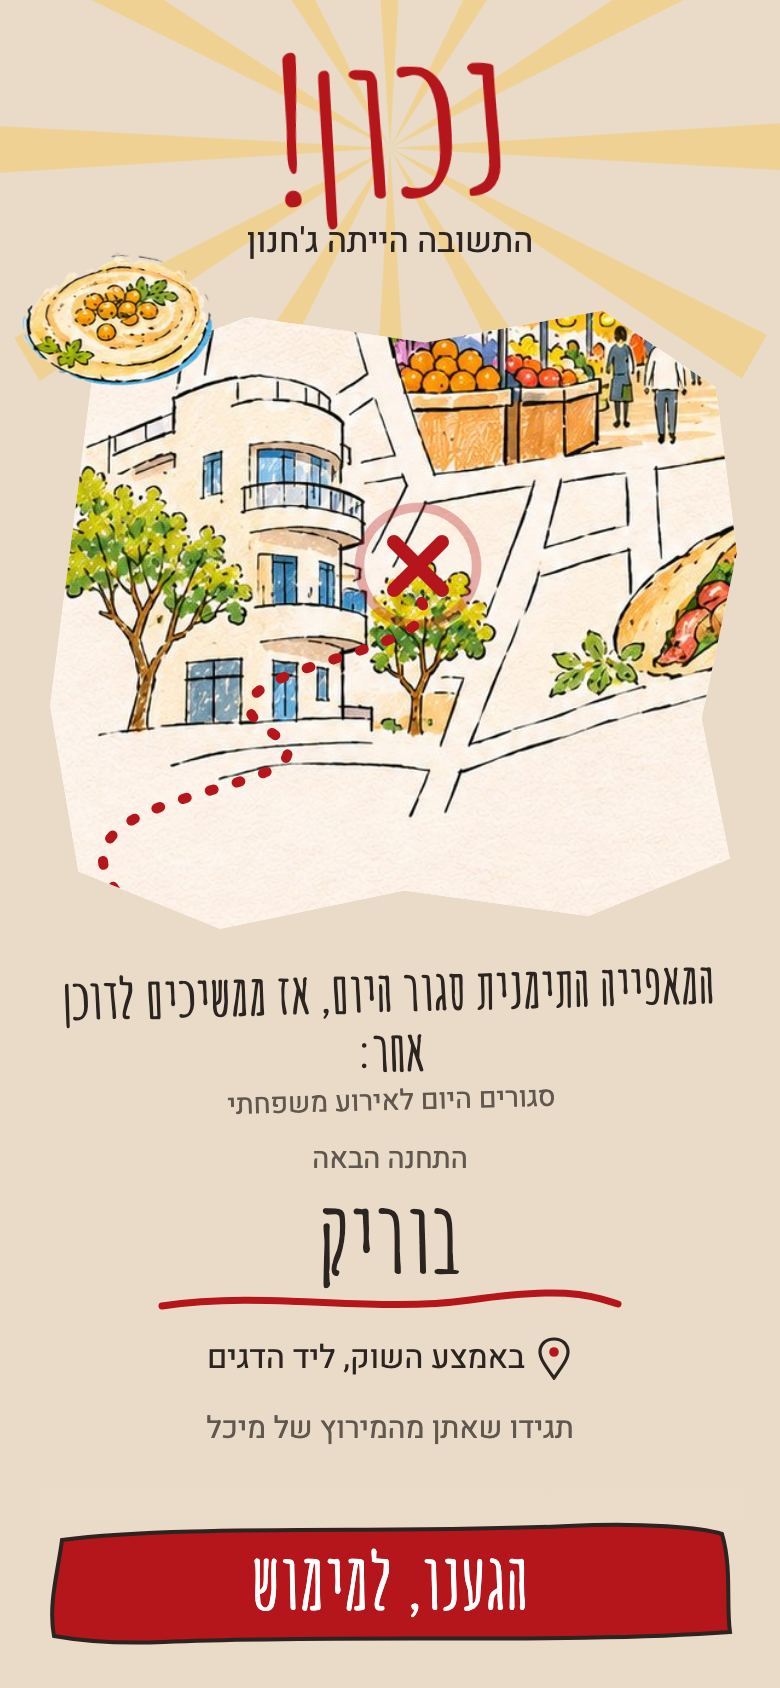 נכון!
התשובה הייתה ג'חנון
המאפייה התימנית סגור היום, אז ממשיכים לדוכן
אחר:
סגורים היום לאירוע משפחתי
התחנה הבאה
בוריק
באמצע השוק, ליד הדגים
תגידו שאתן מהמירוץ של מיכל
הגענו, למימוש